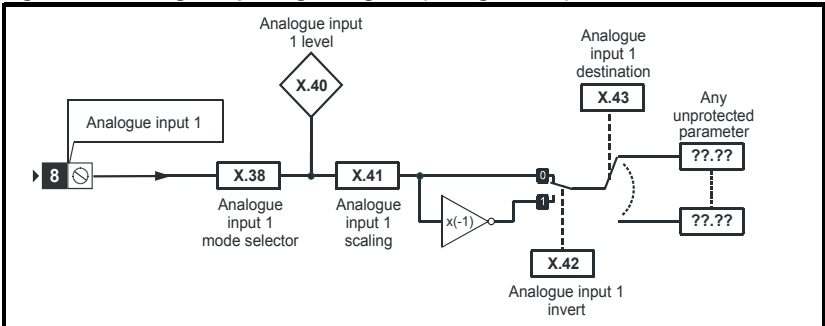 Analogue input
1 level
X.40
Analogue
input 1
destination
X.43
Any
unprotected
parameter
??.??
??.??
Analogue input 1
8
X.38
Analogue
input 1
mode selector
X.41
Analogue
input 1
scaling
x(-1)
0
1
X.42
Analogue input 1
invert